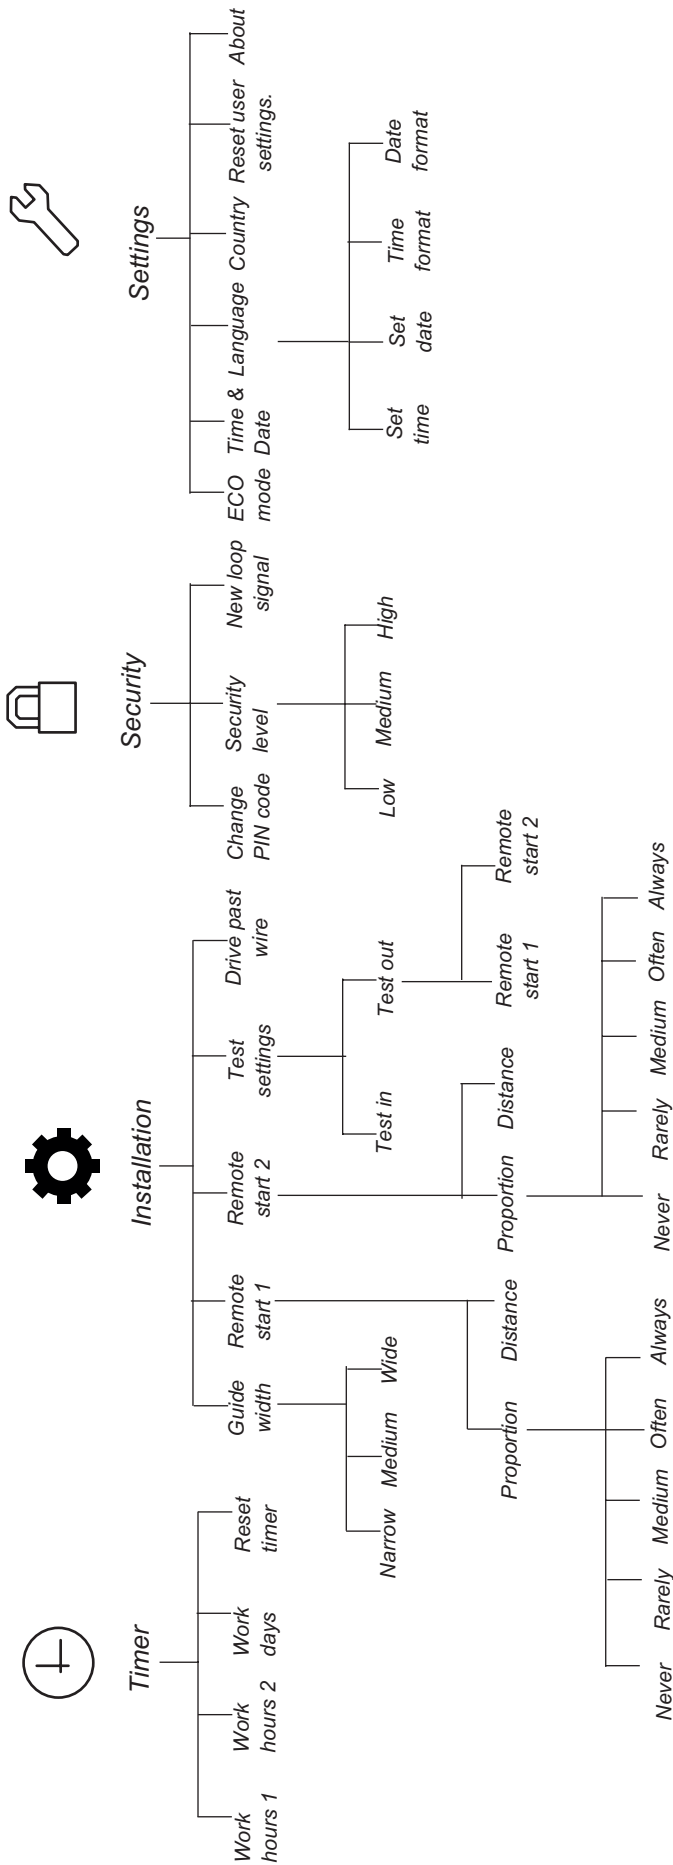 Timer
Work
hours 1
Work
hours 2
Work
days
Reset
timer
Installation
Guide
width
Narrow
Medium
Wide
Remote
start 1
Proportion
Never
Rarely
Medium
Often
Always
Distance
Remote
start 2
Proportion
Never
Rarely
Medium
Often
Always
Distance
Test
settings
Test in
Test out
Remote
start 1
Remote
start 2
Drive past
wire
Security
Change
PIN code
Security
level
Low
Medium
High
New loop
signal
Settings
ECO
mode
Time &
Date
Set
time
Set
date
Time
format
Date
format
Language
Country
Reset user
settings.
About